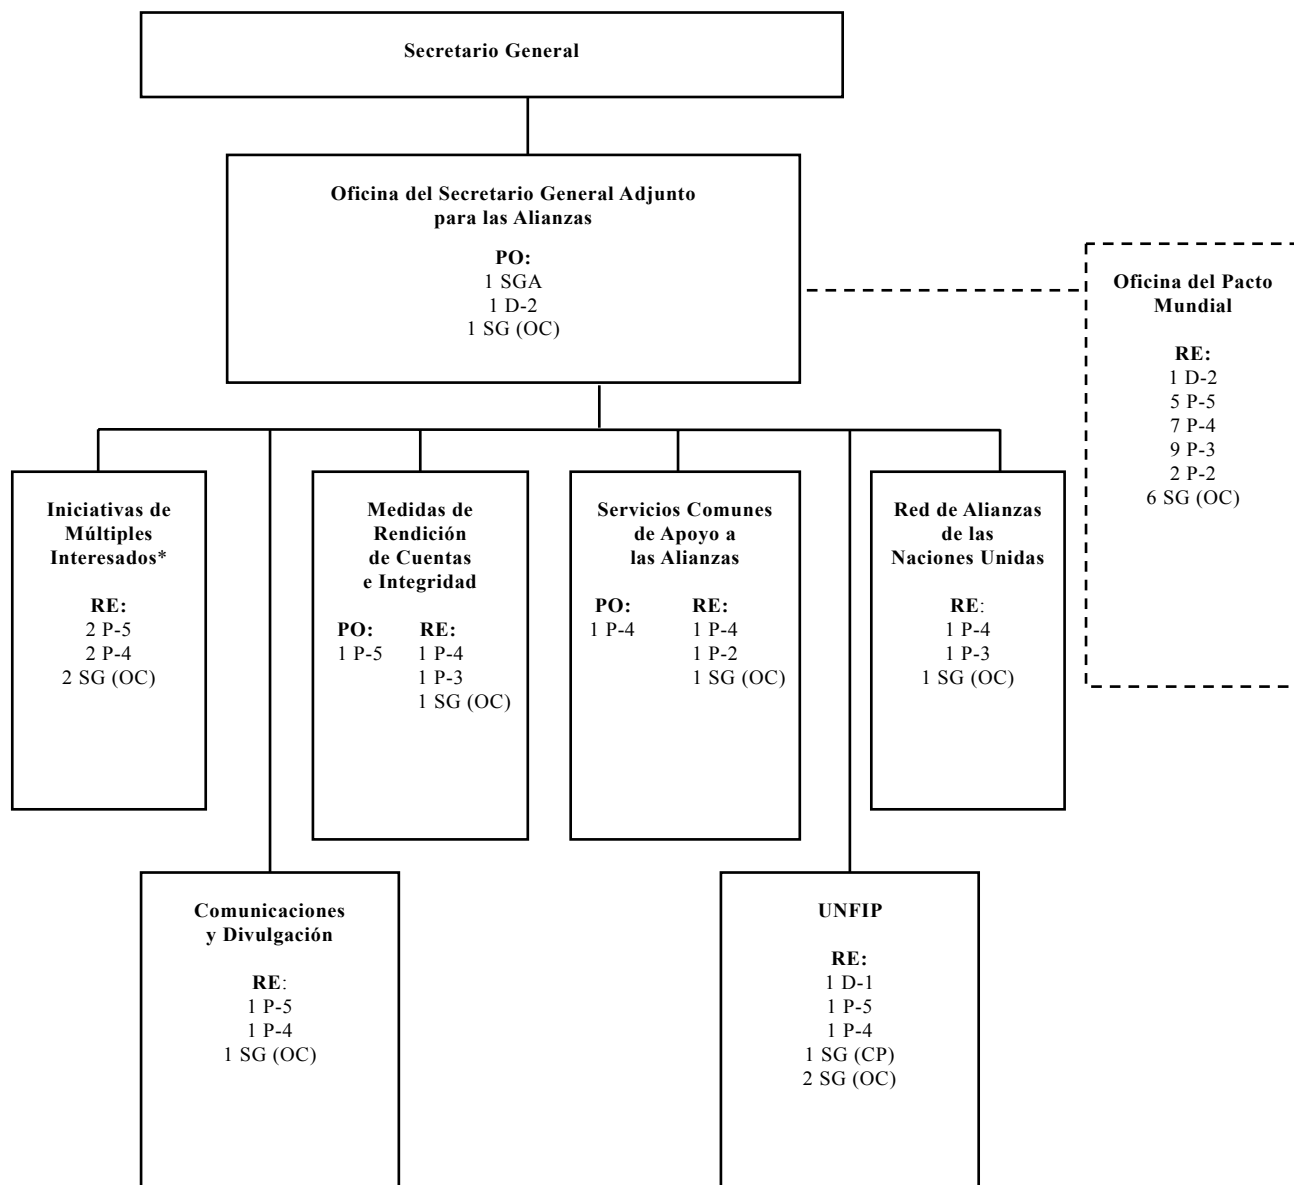 Secretario General
Oficina del Secretario General Adjunto
para las Alianzas
PO:
1 SGA
1 D-2
1 SG (OC)
Oficina del Pacto
Mundial
RE:
1 D-2
5 P-5
7 P-4
9 P-3
2 P-2
6 SG (OC)
Iniciativas de
Múltiples
Interesados*
RE:
2 P-5
2 P-4
2 SG (OC)
Medidas de
Rendición
de Cuentas
e Integridad
PO:
1 P-5
RE:
1 P-4
1 P-3
1 SG (OC)
Servicios Comunes
de Apoyo a
las Alianzas
PO:
1 P-4
RE:
1 P-4
1 P-2
1 SG (OC)
Red de Alianzas
de las
Naciones Unidas
RE:
1 P-4
1 P-3
1 SG (OC)
Comunicaciones
y Divulgación
RE:
1 P-5
1 P-4
1 SG (OC)
UNFIP
RE:
1 D-1
1 P-5
1 P-4
1 SG (CP)
2 SG (OC)